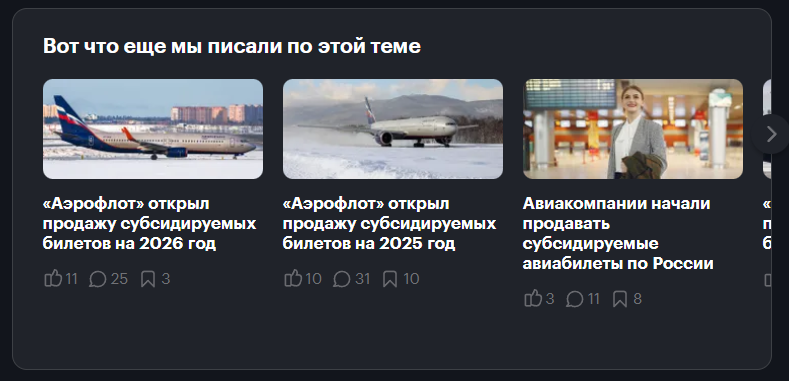 Вот что еще мы писали по этой теме
«Аэрофлот» открыл
продажу субсидируемых
билетов на 2026 год
11 25 3
«Аэрофлот» открыл
продажу субсидируемых
билетов на 2025 год
10 31 10
Авиакомпании начали
продавать
субсидируемые
авиабилеты по России
3 11 8